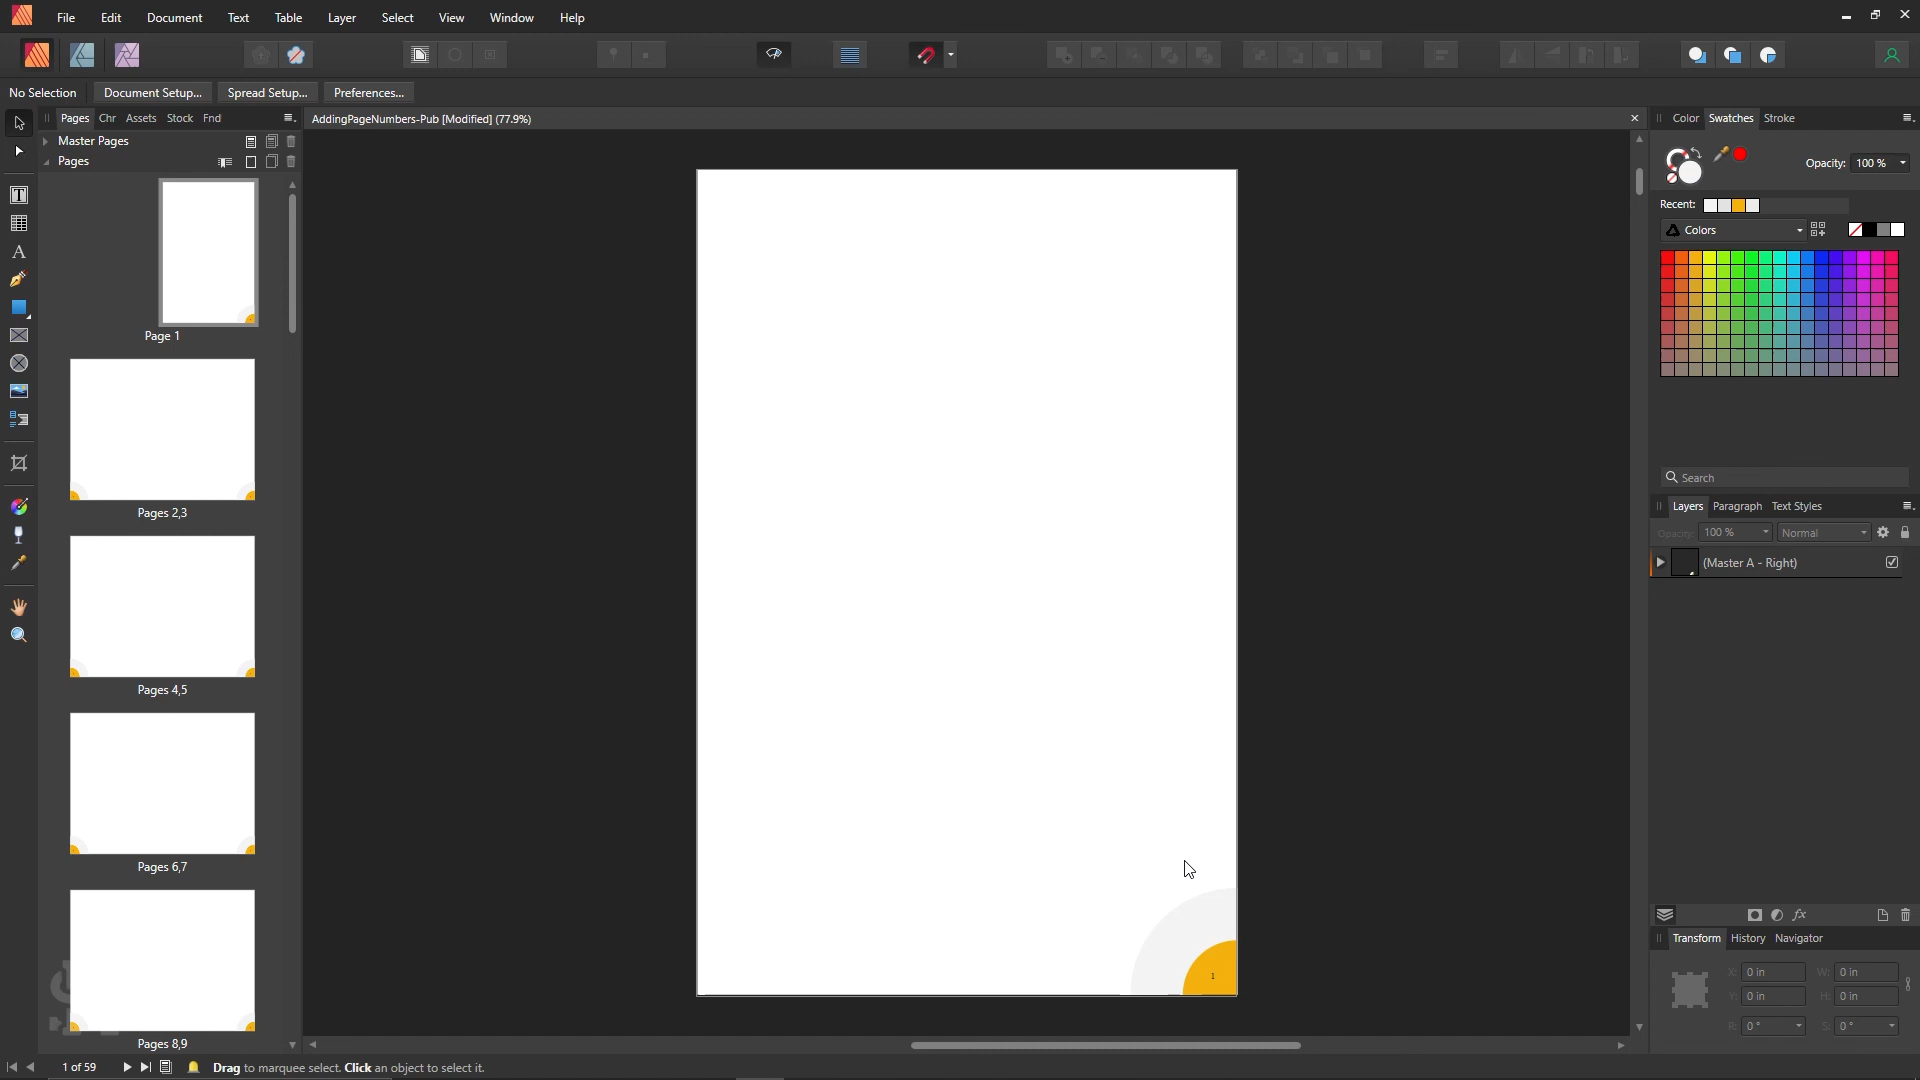 File Edit Document Text Table Layer Select View Window Help
No Selection Document Setup... Spread Setup... Preferences...
Pages Chr Assets Stock Fnd
AddingPageNumbers-Pub [Modified] (77.9%)
Color Swatches Stroke
Master Pages
Pages
Opacity: 100 %
Recent:
Colors
Page 1
Pages 2,3
Search
Layers Paragraph Text Styles
Opacity: 100 % Normal
(Master A - Right)
Pages 4,5
Pages 6,7
Transform History Navigator
X: 0 in W: 0 in
1
Y: 0 in H: 0 in
R: 0 ° S: 0 °
Pages 8,9
1 of 59 Drag to marquee select. Click an object to select it.